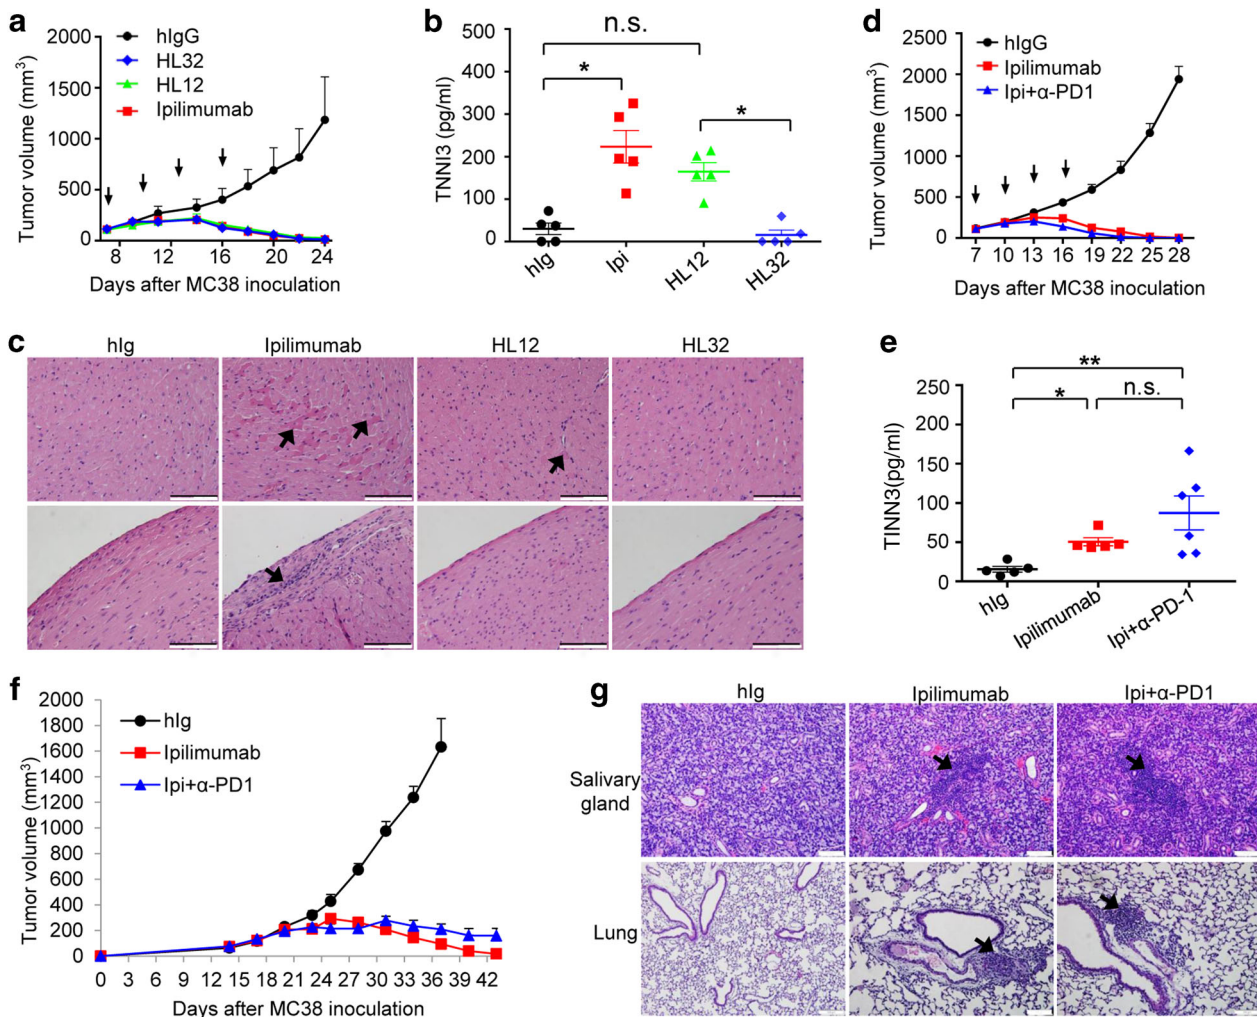 a
2000
1500
1000
500
0
Tumor volume (mm³)
hIgG
HL32
HL12
Ipilimumab
8 12 16 20 24
Days after MC38 inoculation
b
500
400
300
200
100
0
TNNI3 (pg/ml)
n.s.
*
*
hIg Ipi HL12 HL32
d
2500
2000
1500
1000
500
0
Tumor volume (mm³)
hIgG
Ipilimumab
Ipi+α-PD1
7 10 13 16 19 22 25 28
Days after MC38 inoculation
c
hIg Ipilimumab HL12 HL32
e
250
200
150
100
50
0
TINN3(pg/ml)
**
* n.s.
hIg Ipilimumab Ipi+α-PD-1
f
2000
1800
1600
1400
1200
1000
800
600
400
200
0
Tumor volume (mm³)
hIg
Ipilimumab
Ipi+α-PD1
0 3 6 9 12 15 18 21 24 27 30 33 36 39 42
Days after MC38 inoculation
g
hIg Ipilimumab Ipi+α-PD1
Salivary
gland
Lung